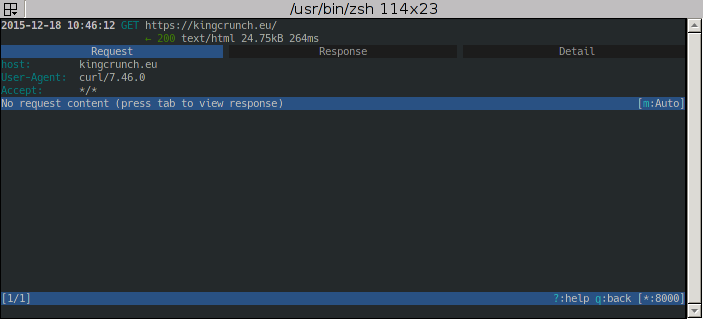 /usr/bin/zsh 114x23
2015-12-18 10:46:12 GET https://kingcrunch.eu/
← 200 text/html 24.75kB 264ms
Request Response Detail
host: kingcrunch.eu
User-Agent: curl/7.46.0
Accept: */*
No request content (press tab to view response) [m:Auto]
[1/1] ?:help q:back [*:8000]